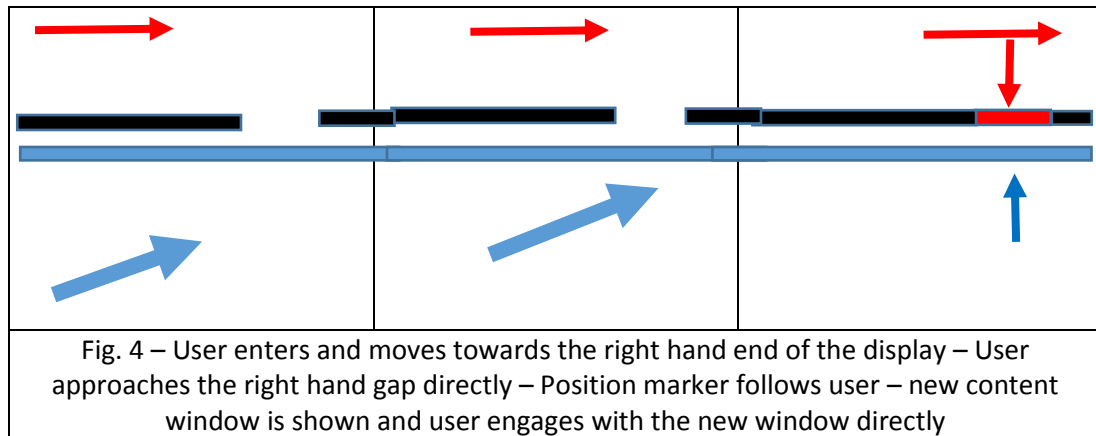 Fig. 4 – User enters and moves towards the right hand end of the display – User
approaches the right hand gap directly – Position marker follows user – new content
window is shown and user engages with the new window directly